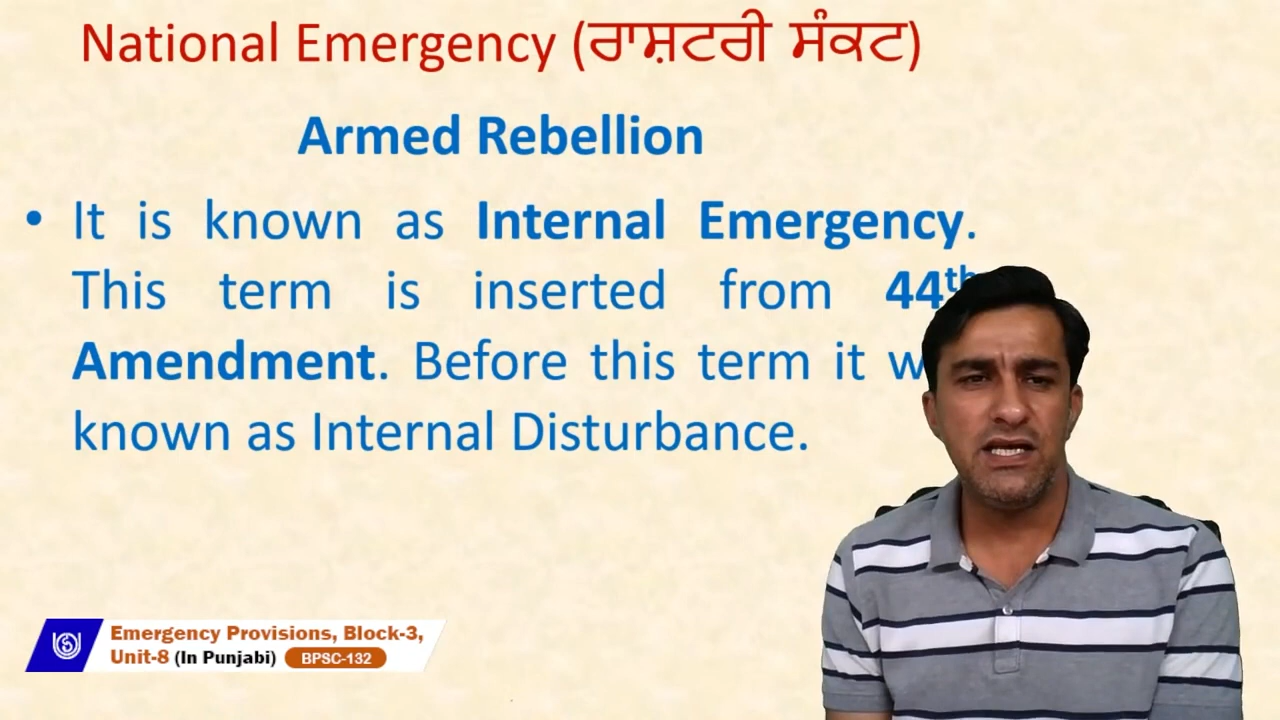 National Emergency (ਰਾਸ਼ਟਰੀ ਸੰਕਟ)
Armed Rebellion
• It is known as Internal Emergency.
This term is inserted from 44th
Amendment. Before this term it
known as Internal Disturbance.
Emergency Provisions, Block-3,
Unit-8 (In Punjabi) BPSC-132